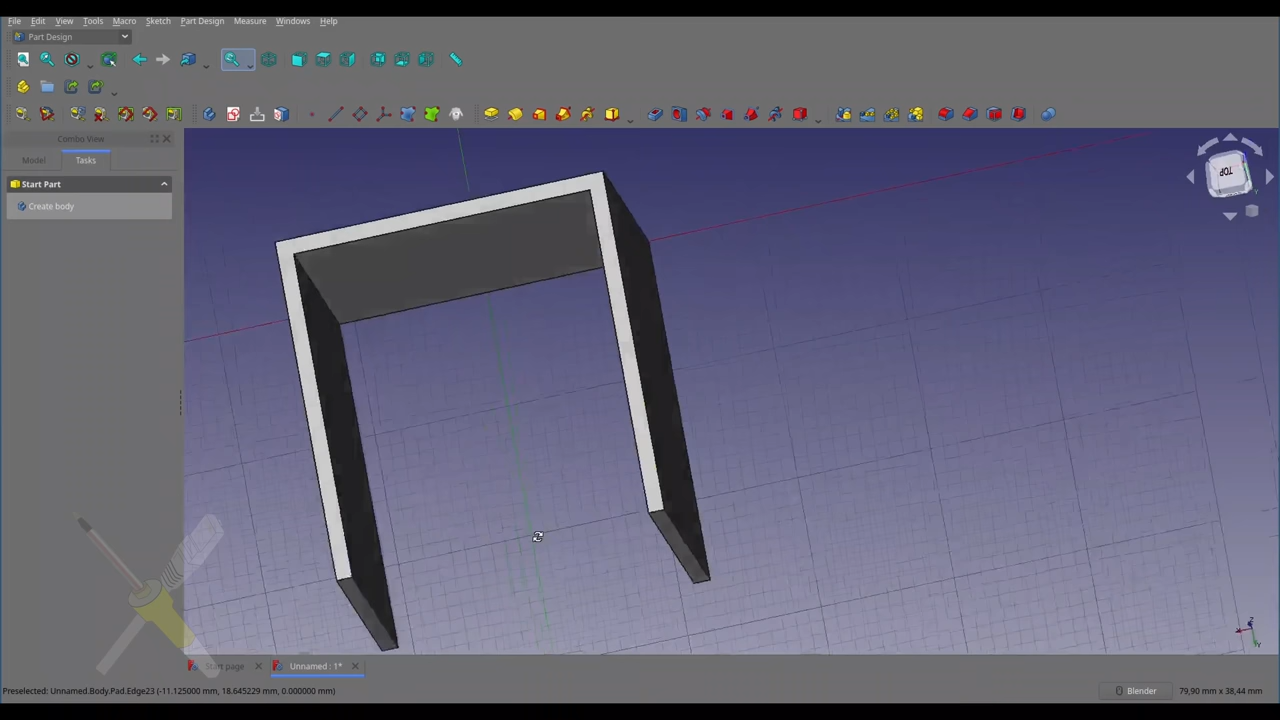 File Edit View Tools Macro Sketch Part Design Measure Windows Help
Part Design
Combo View
Model Tasks
Start Part
Create body
TOP
Z
Y
Start page Unnamed : 1*
Preselected: Unnamed.Body.Pad.Edge23 (-11.125000 mm, 18.645229 mm, 0.000000 mm) Blender 79,90 mm x 38,44 mm